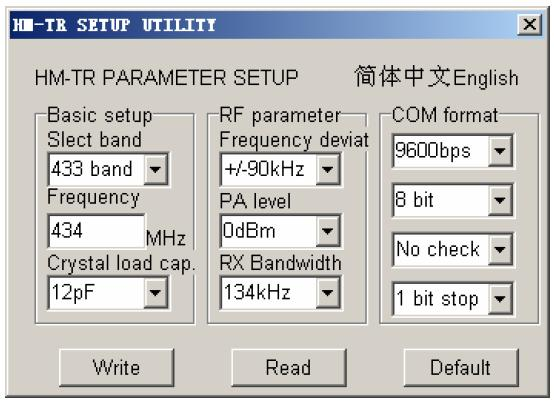 HM-TR SETUP UTILITY
HM-TR PARAMETER SETUP 简体中文English
Basic setup
Slect band
433 band
Frequency
434 MHz
Crystal load cap.
12pF
RF parameter
Frequency deviat
+/-90kHz
PA level
0dBm
RX Bandwidth
134kHz
COM format
9600bps
8 bit
No check
1 bit stop
Write Read Default